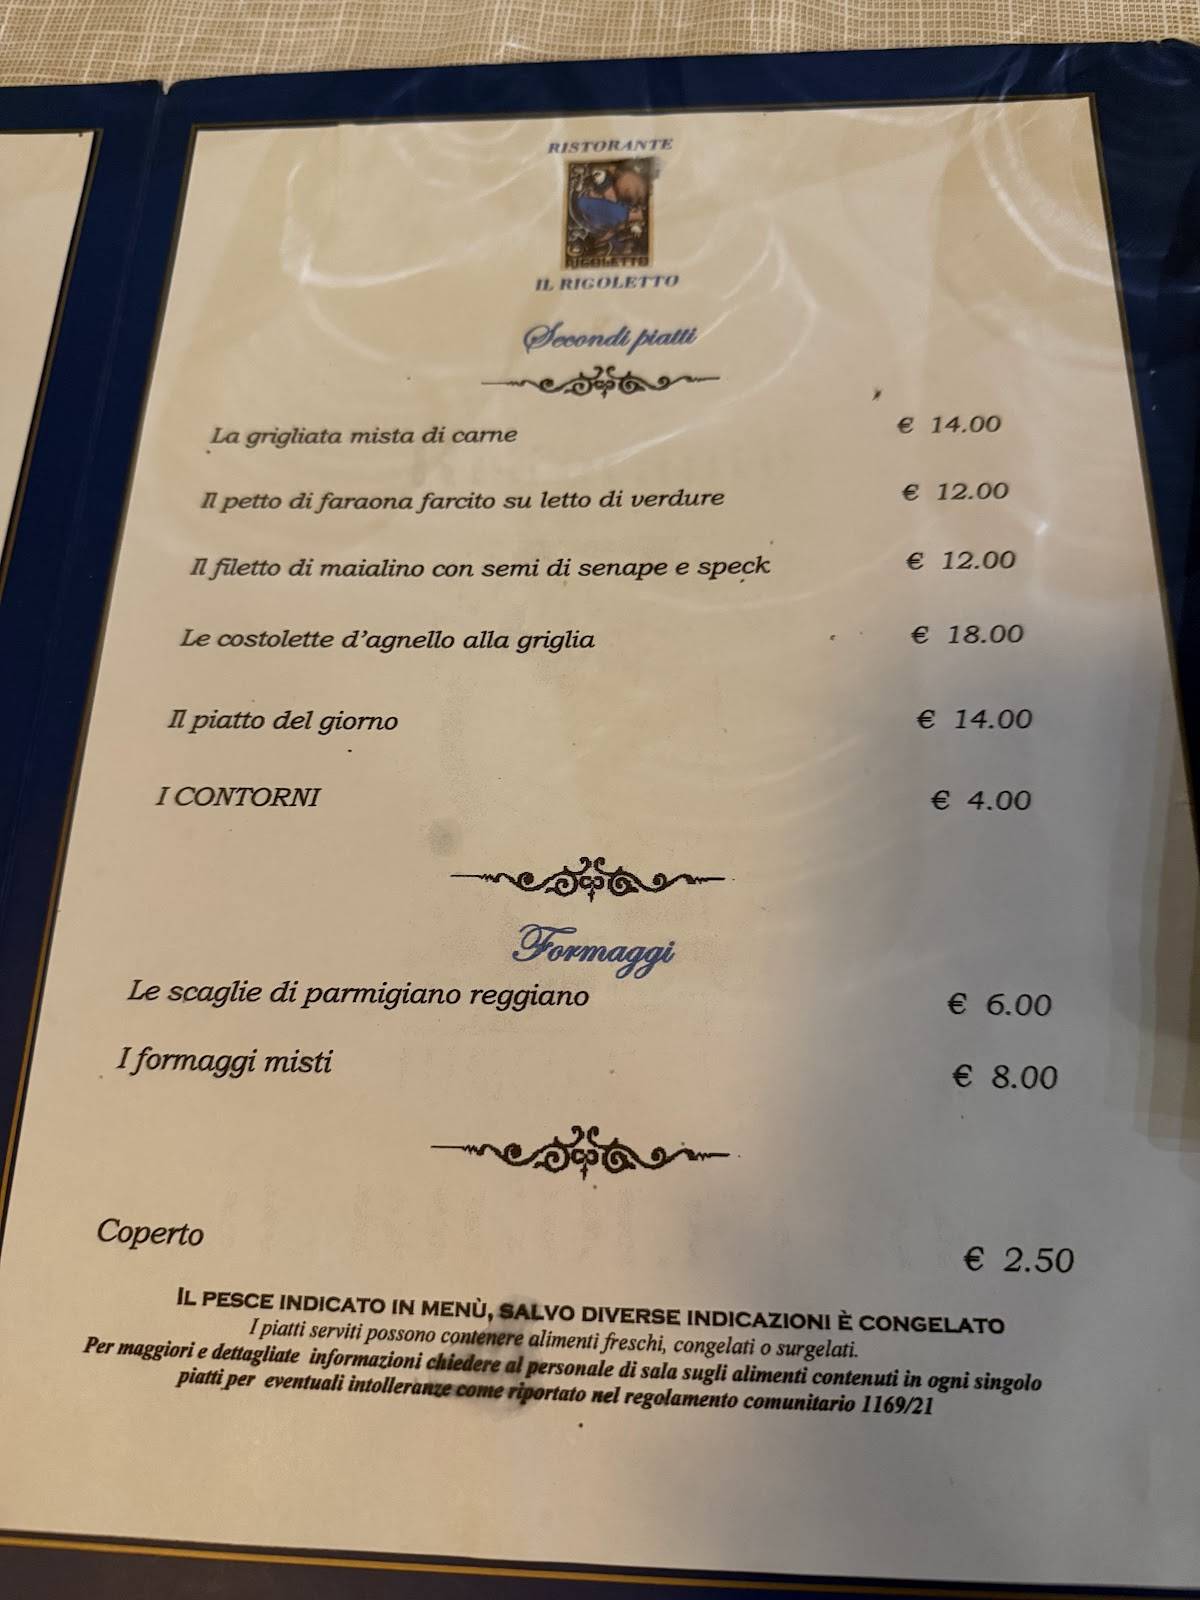 RISTORANTE
RIGOLETTO
IL RIGOLETTO
Secondi piatti
La grigliata mista di carne € 14.00
Il petto di faraona farcito su letto di verdure € 12.00
Il filetto di maialino con semi di senape e speck € 12.00
Le costolette d'agnello alla griglia € 18.00
Il piatto del giorno € 14.00
I CONTORNI € 4.00
Formaggi
Le scaglie di parmigiano reggiano € 6.00
I formaggi misti € 8.00
Coperto € 2.50
IL PESCE INDICATO IN MENÙ, SALVO DIVERSE INDICAZIONI È CONGELATO
I piatti serviti possono contenere alimenti freschi, congelati o surgelati.
Per maggiori e dettagliate informazioni chiedere al personale di sala sugli alimenti contenuti in ogni singolo
piatti per eventuali intolleranze come riportato nel regolamento comunitario 1169/21